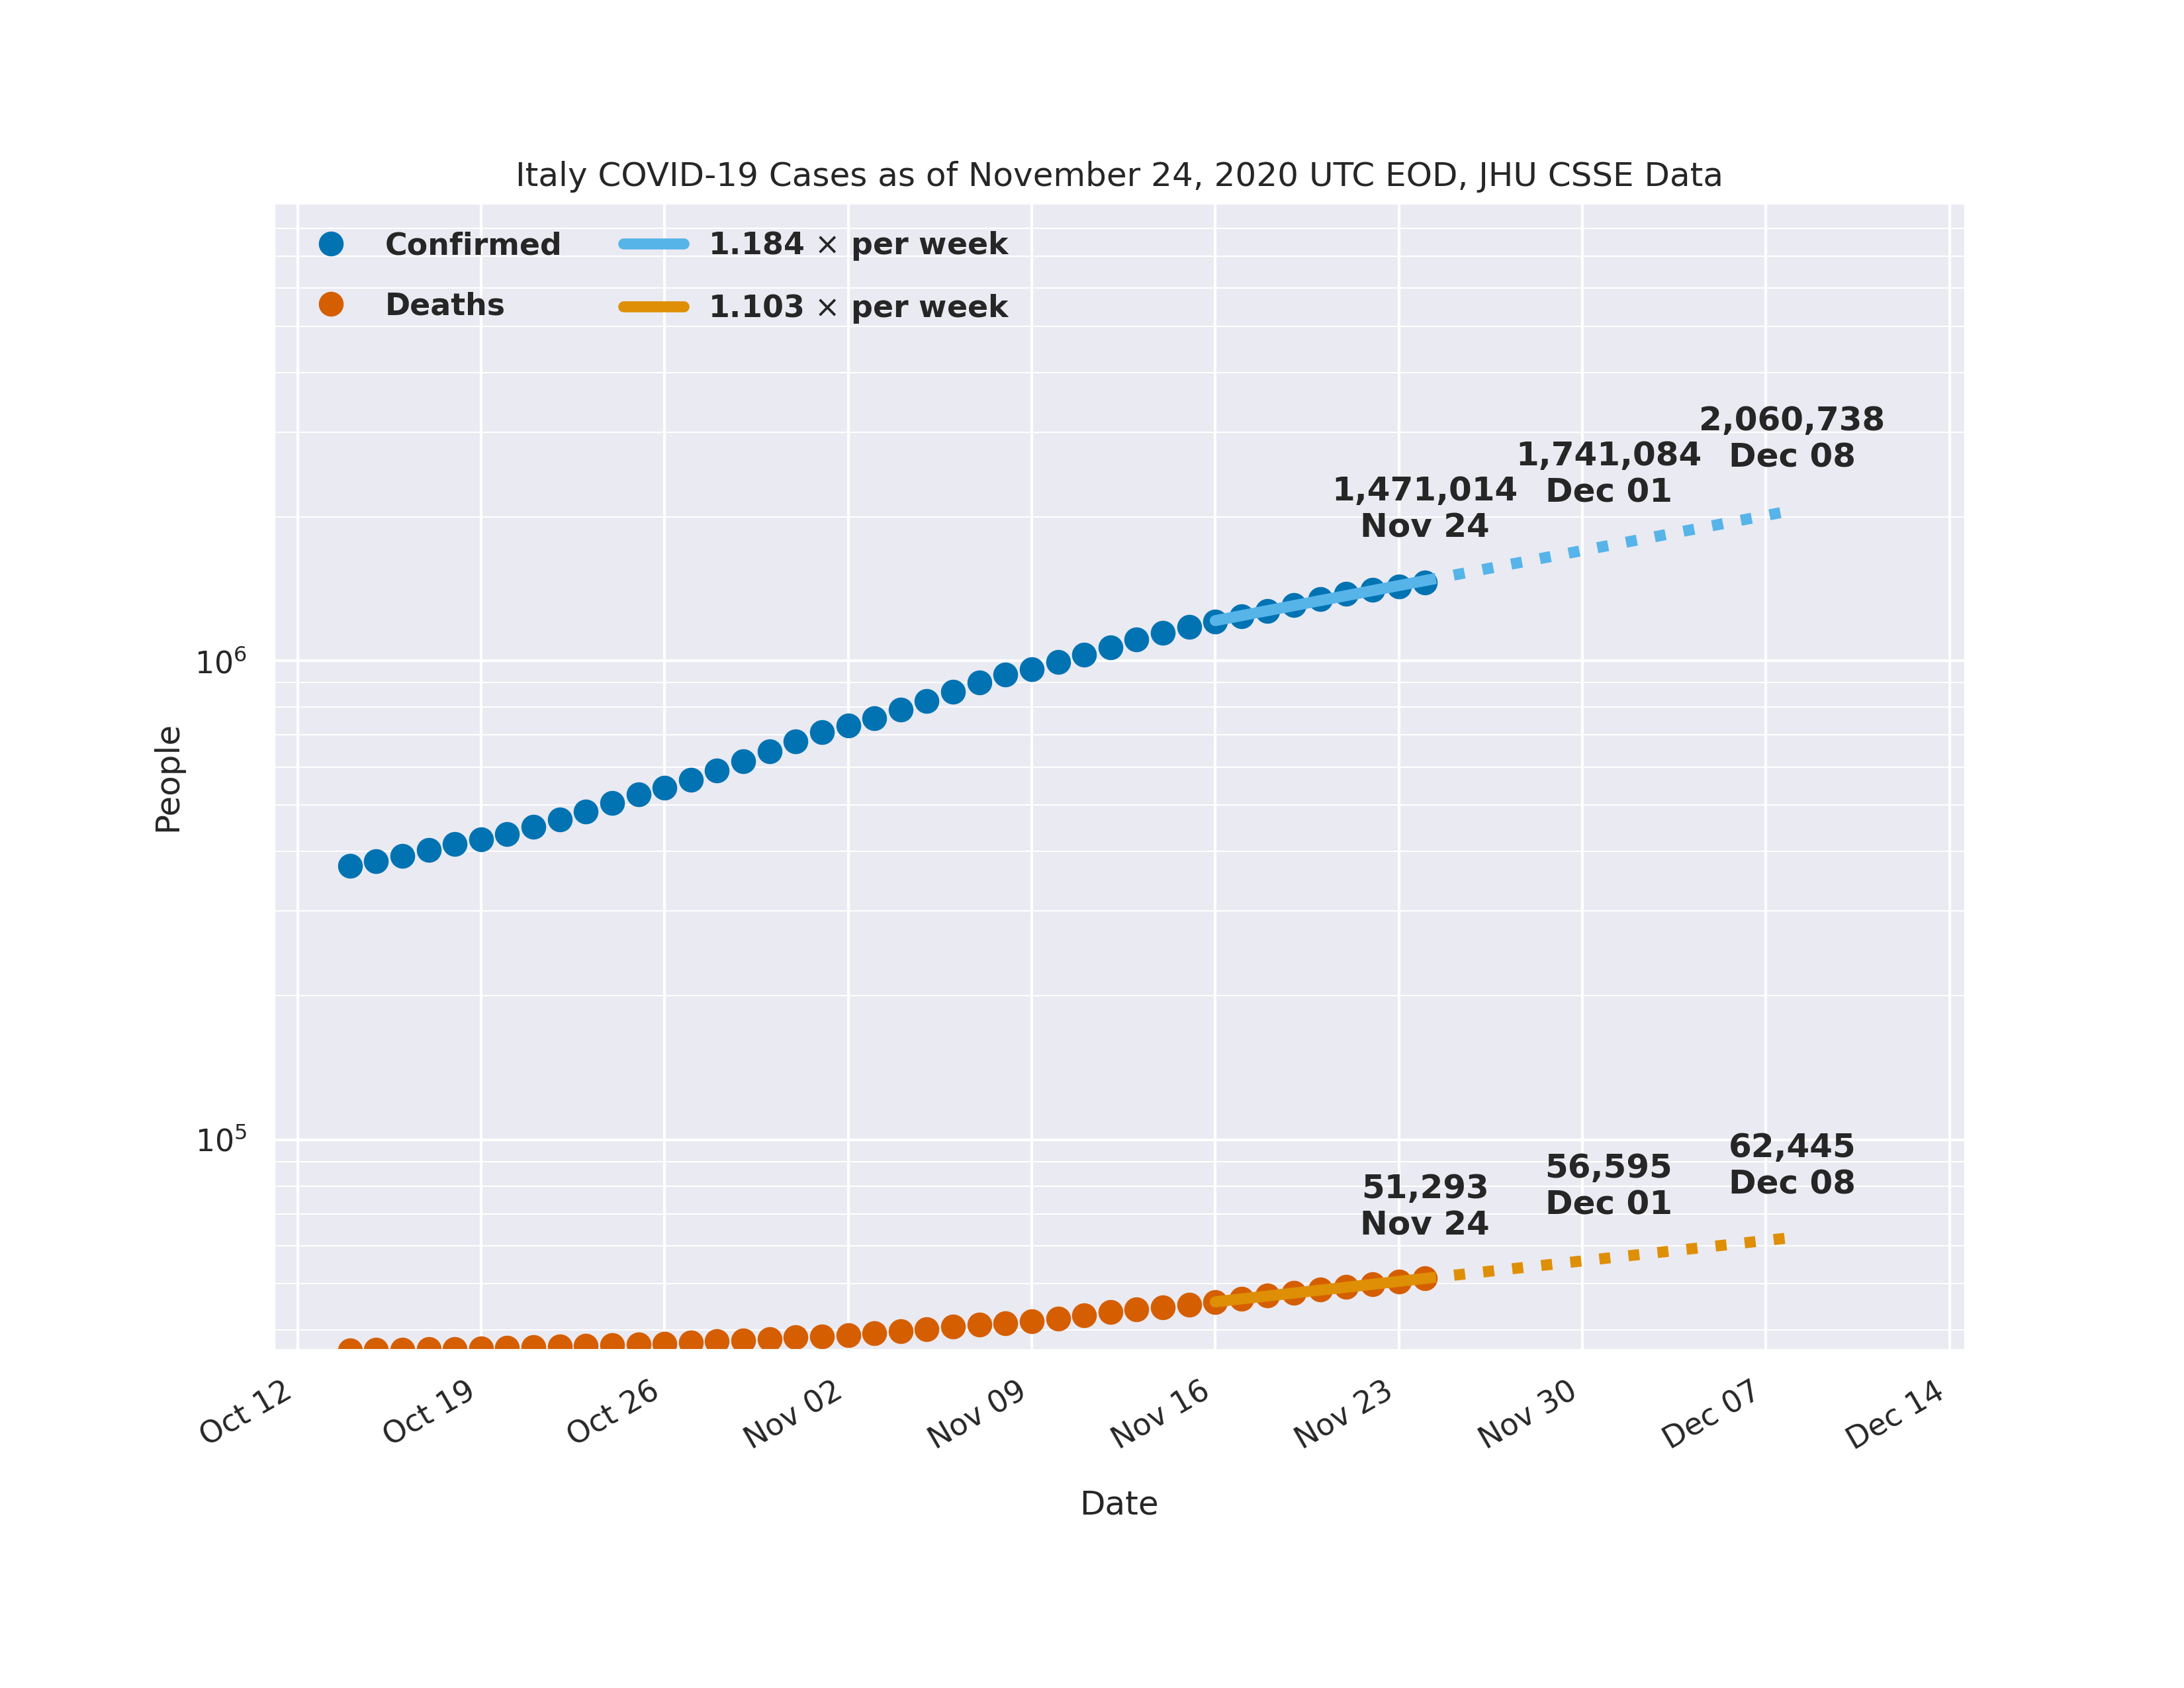 Italy COVID-19 Cases as of November 24, 2020 UTC EOD, JHU CSSE Data
Confirmed
Deaths
1.184 × per week
1.103 × per week
2,060,738
Dec 08
1,741,084
Dec 01
1,471,014
Nov 24
62,445
Dec 08
56,595
Dec 01
51,293
Nov 24
People
10⁶
10⁵
Oct 12
Oct 19
Oct 26
Nov 02
Nov 09
Nov 16
Nov 23
Nov 30
Dec 07
Dec 14
Date